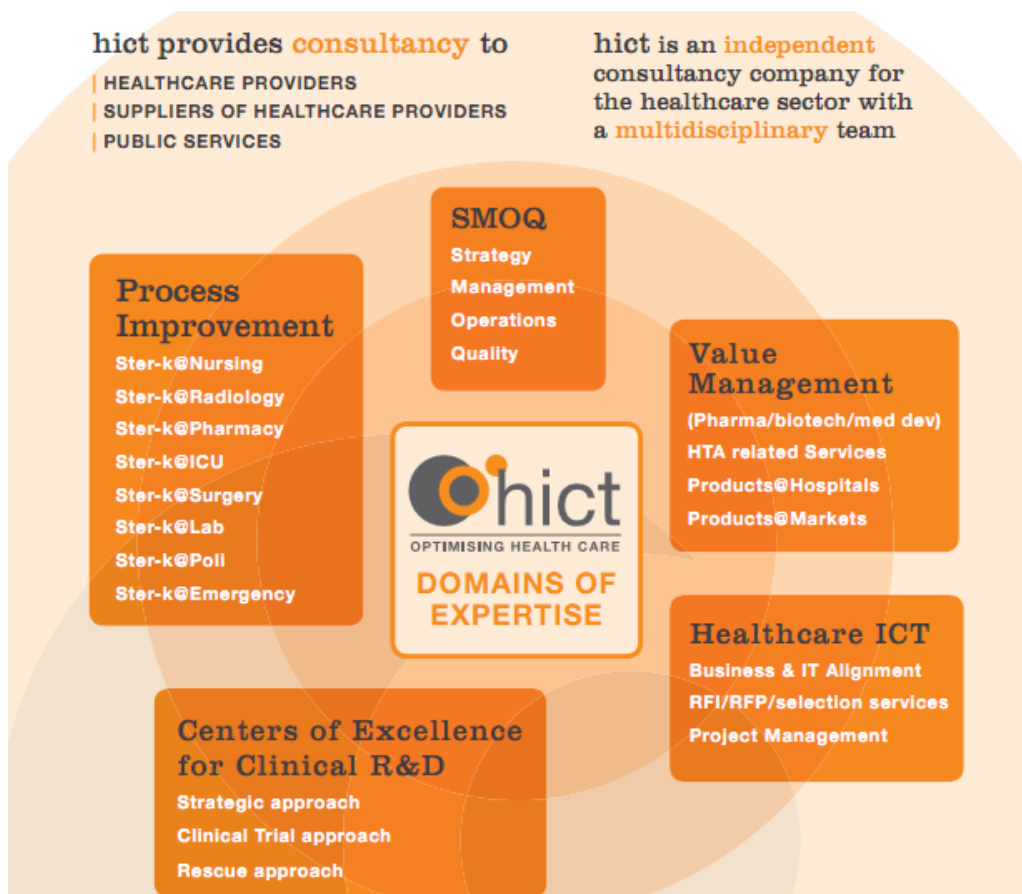 hict provides consultancy to
| HEALTHCARE PROVIDERS
| SUPPLIERS OF HEALTHCARE PROVIDERS
| PUBLIC SERVICES
hict is an independent
consultancy company for
the healthcare sector with
a multidisciplinary team
SMOQ
Strategy
Management
Operations
Quality
Process
Improvement
Ster-k@Nursing
Ster-k@Radiology
Ster-k@Pharmacy
Ster-k@ICU
Ster-k@Surgery
Ster-k@Lab
Ster-k@Poli
Ster-k@Emergency
Value
Management
(Pharma/biotech/med dev)
HTA related Services
Products@Hospitals
Products@Markets
hict
OPTIMISING HEALTH CARE
DOMAINS OF
EXPERTISE
Healthcare ICT
Business & IT Alignment
RFI/RFP/selection services
Project Management
Centers of Excellence
for Clinical R&D
Strategic approach
Clinical Trial approach
Rescue approach